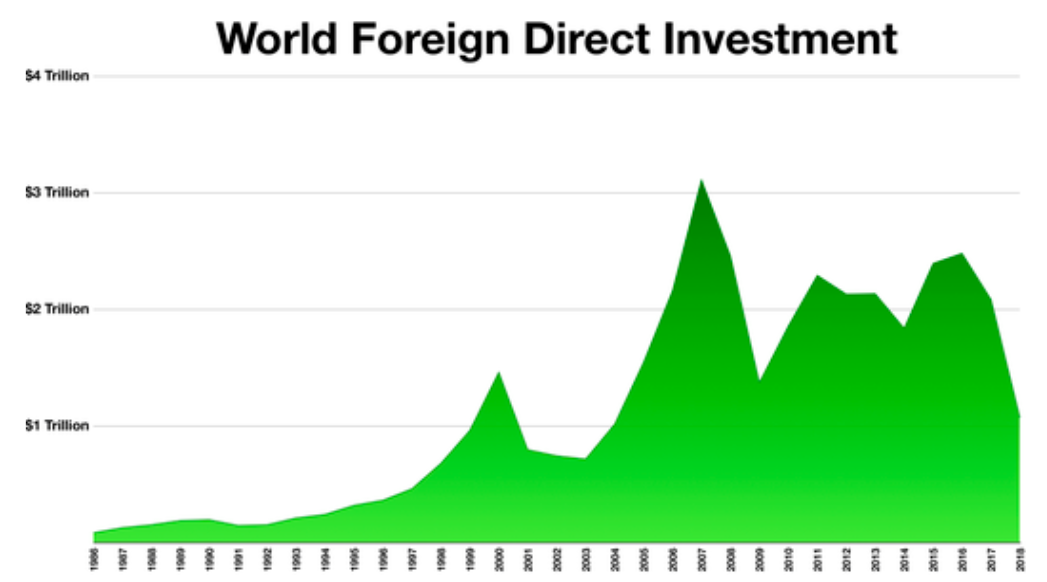 World Foreign Direct Investment
$4 Trillion
$3 Trillion
$2 Trillion
$1 Trillion
1986 1987 1988 1989 1990 1991 1992 1993 1994 1995 1996 1997 1998 1999 2000 2001 2002 2003 2004 2005 2006 2007 2008 2009 2010 2011 2012 2013 2014 2015 2016 2017 2018